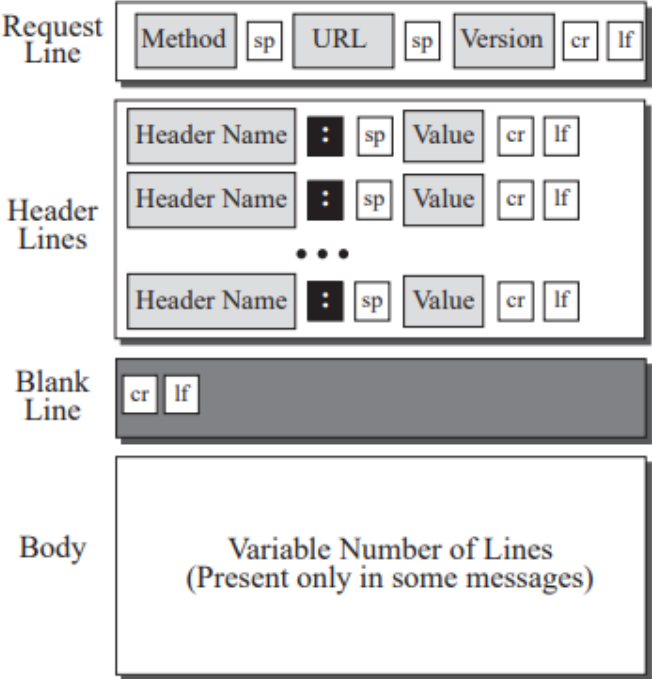 Request
Line
Method sp URL sp Version cr lf
Header
Lines
Header Name : sp Value cr lf
Header Name : sp Value cr lf
• • •
Header Name : sp Value cr lf
Blank
Line
cr lf
Body
Variable Number of Lines
(Present only in some messages)